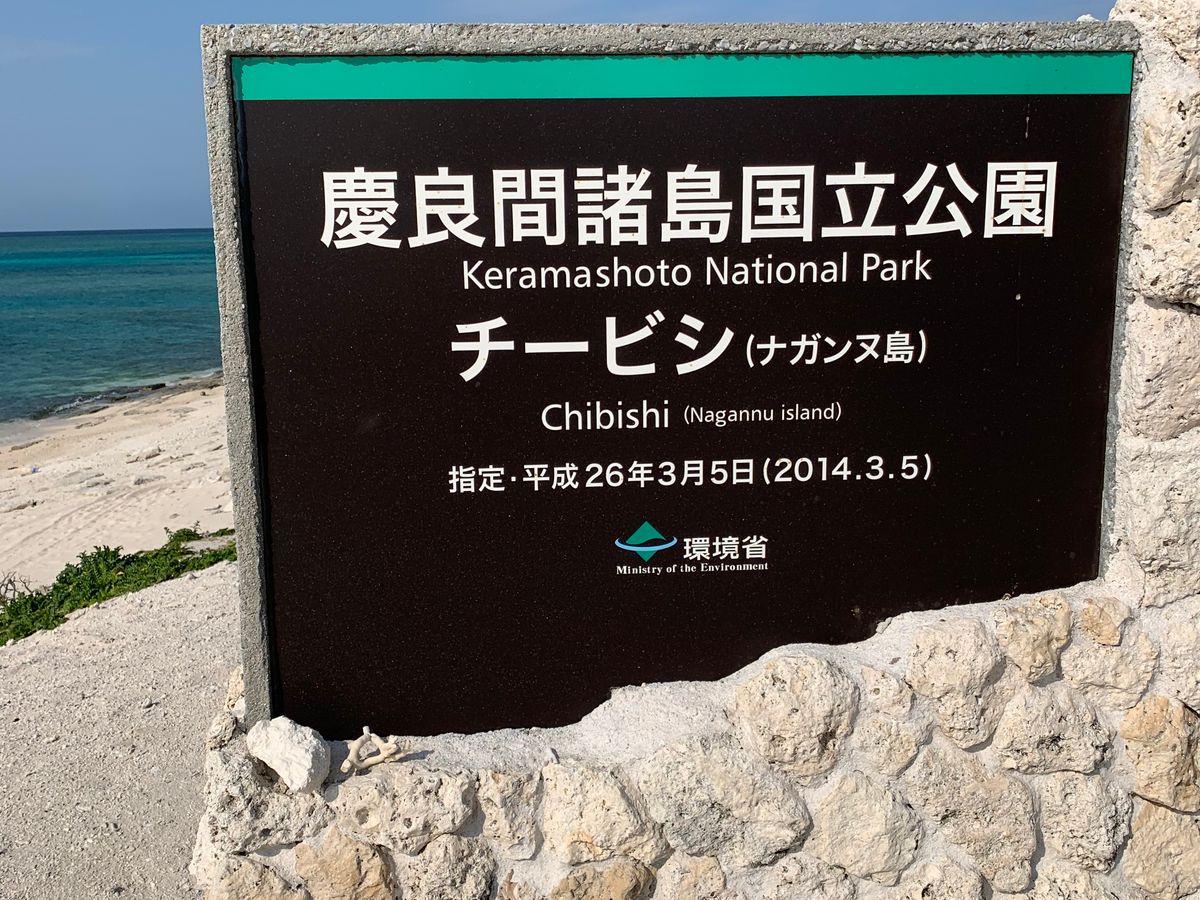 慶良間諸島国立公園
Keramashoto National Park
チービシ(ナガンヌ島)
Chibishi (Nagannu island)
指定・平成26年3月5日(2014.3.5)
環境省
Ministry of the Environment